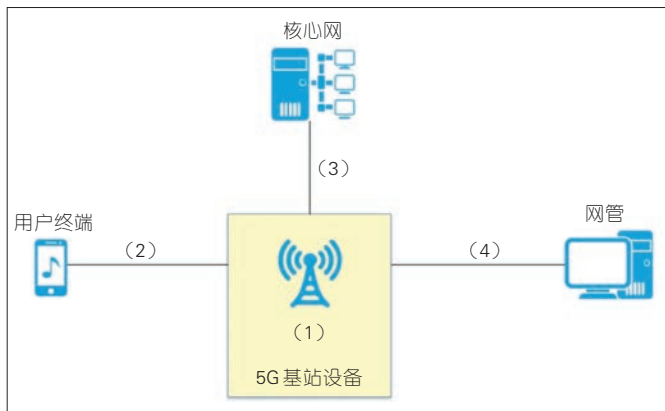 核心网
（3）
用户终端
（2）
网管
（4）
（1）
5G基站设备